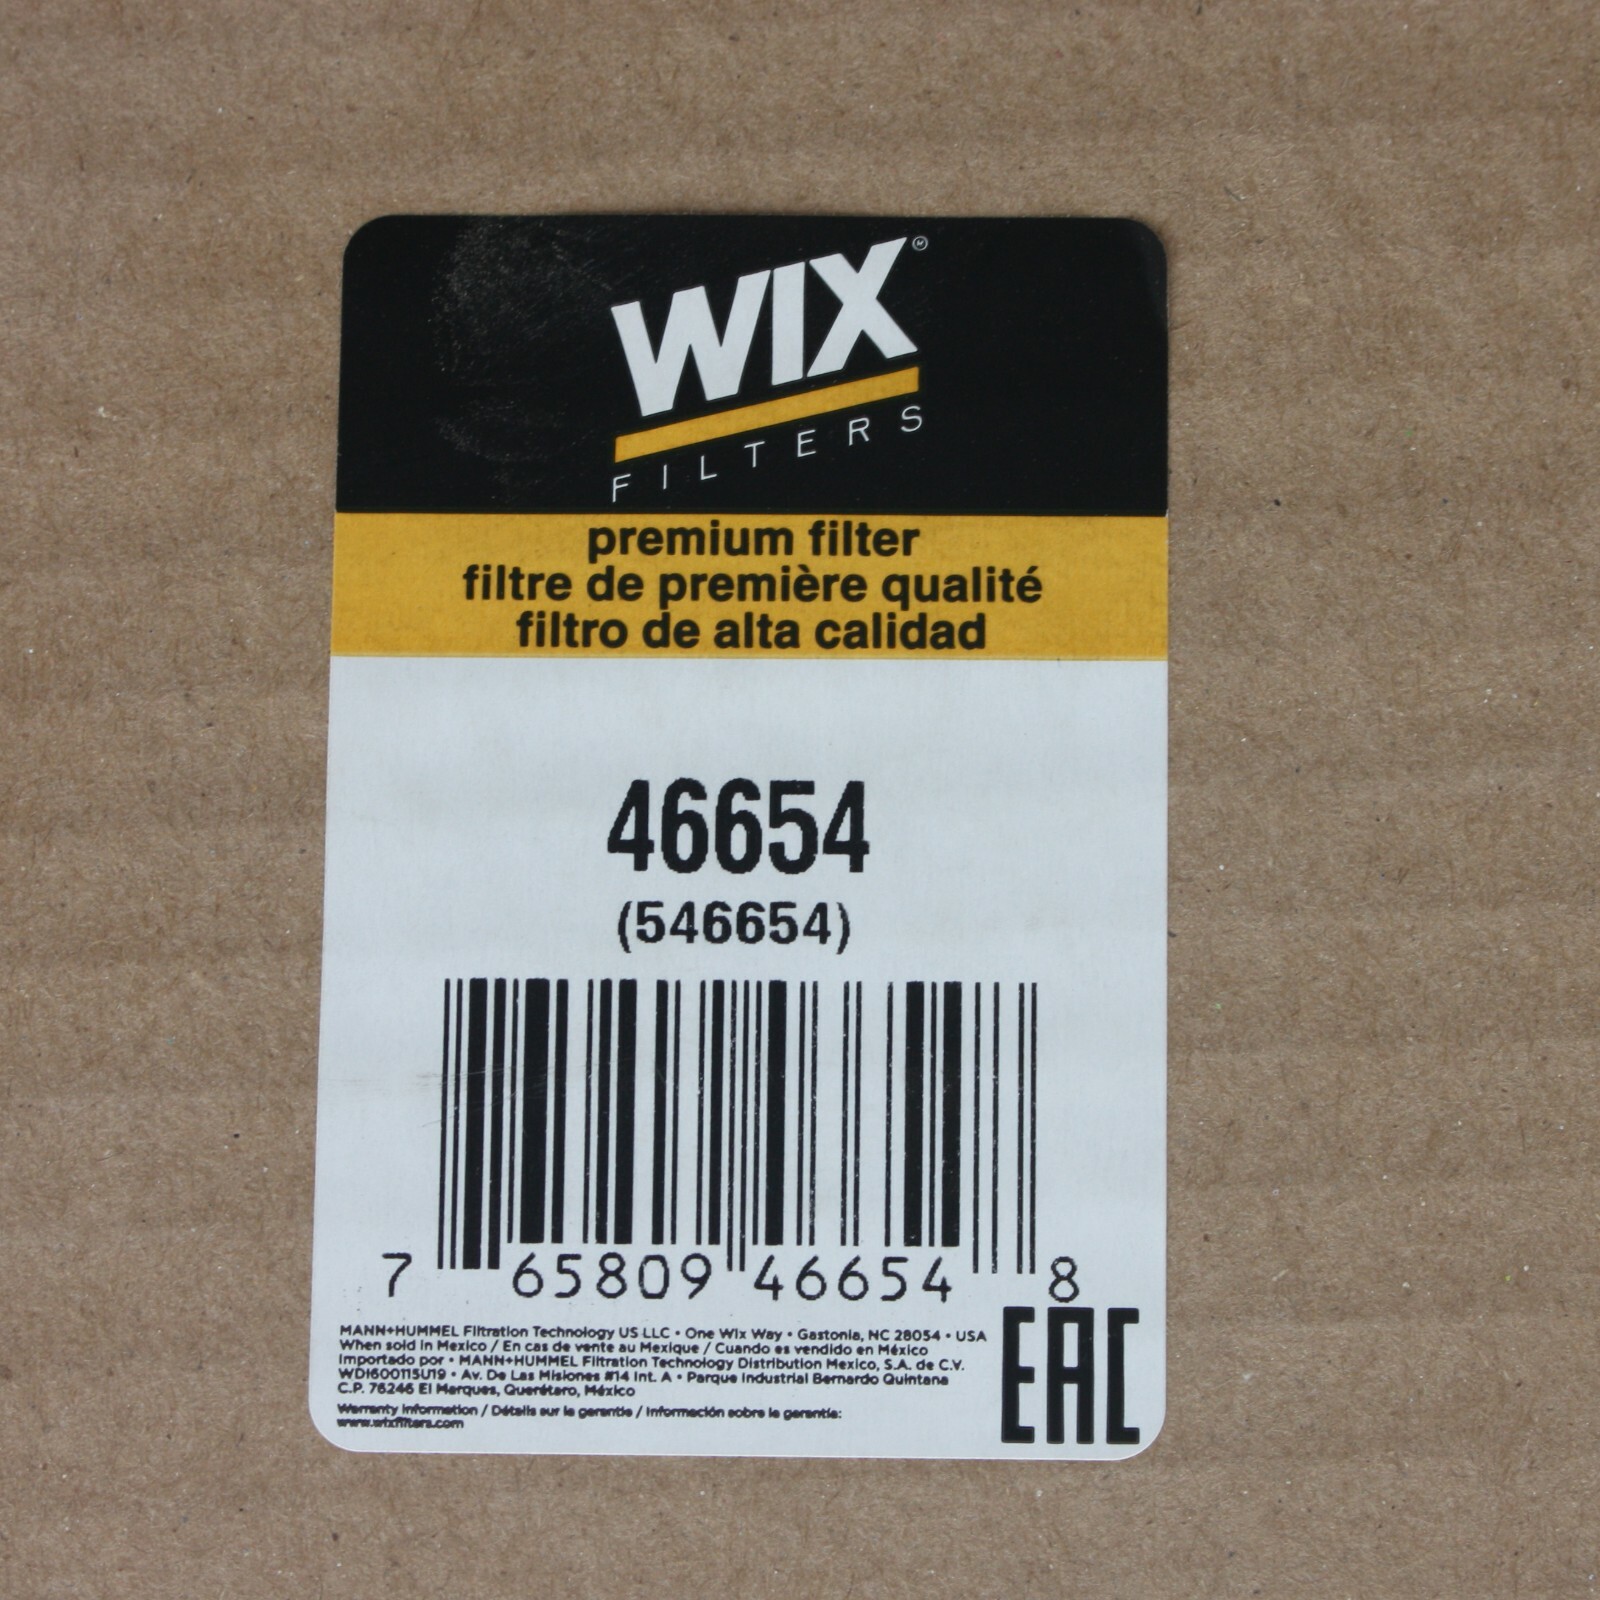 WIX
FILTERS
premium filter
filtre de première qualité
filtro de alta calidad
46654
(546654)
7 65809 46654 8
MANN+HUMMEL Filtration Technology US LLC • One Wix Way • Gastonia, NC 28054 • USA
When sold in Mexico / En cas de vente au Mexique / Cuando es vendido en México
Importado por • MANN+HUMMEL Filtration Technology Distribution Mexico, S.A. de C.V.
WDI600115U19 • Av. De Las Misiones #14 Int. A • Parque Industrial Bernardo Quintana
C.P. 76246 El Marques, Querétaro, México
Warranty information / Détails sur la garantie / Información sobre la garantía:
www.wixfilters.com
EAC